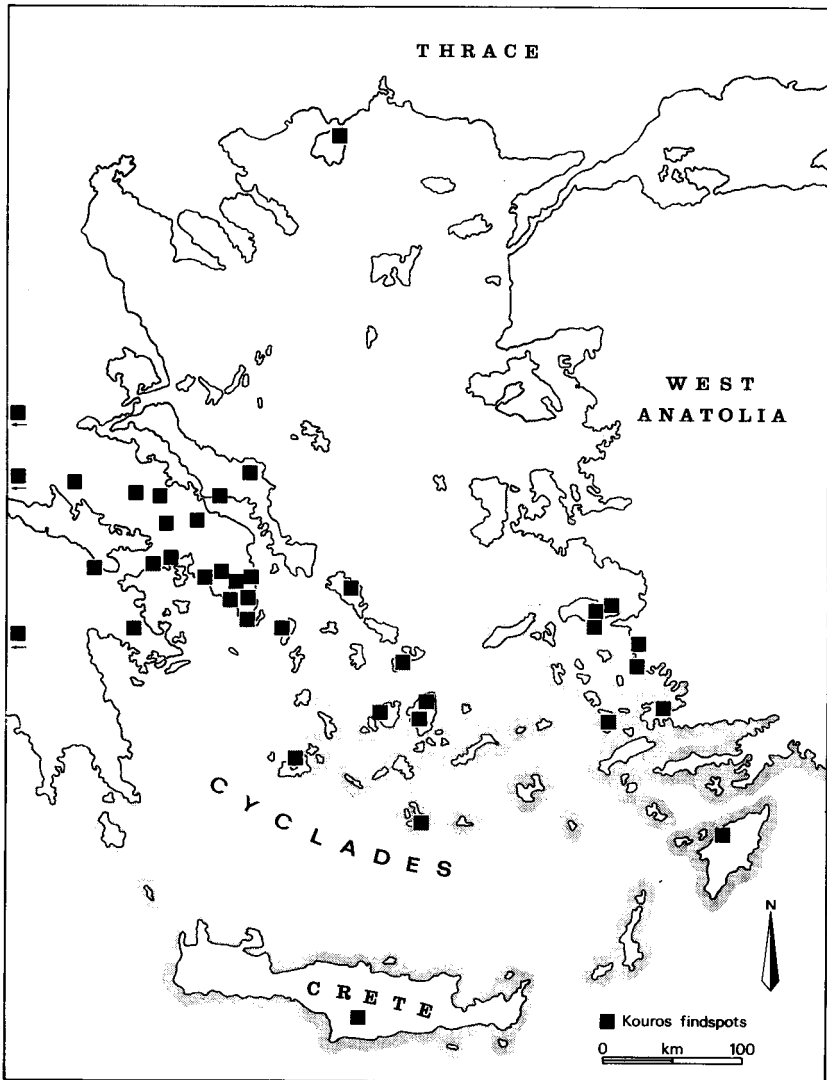 THRACE
WEST
ANATOLIA
CYCLADES
N
CRETE
Kouros findspots
0 km 100